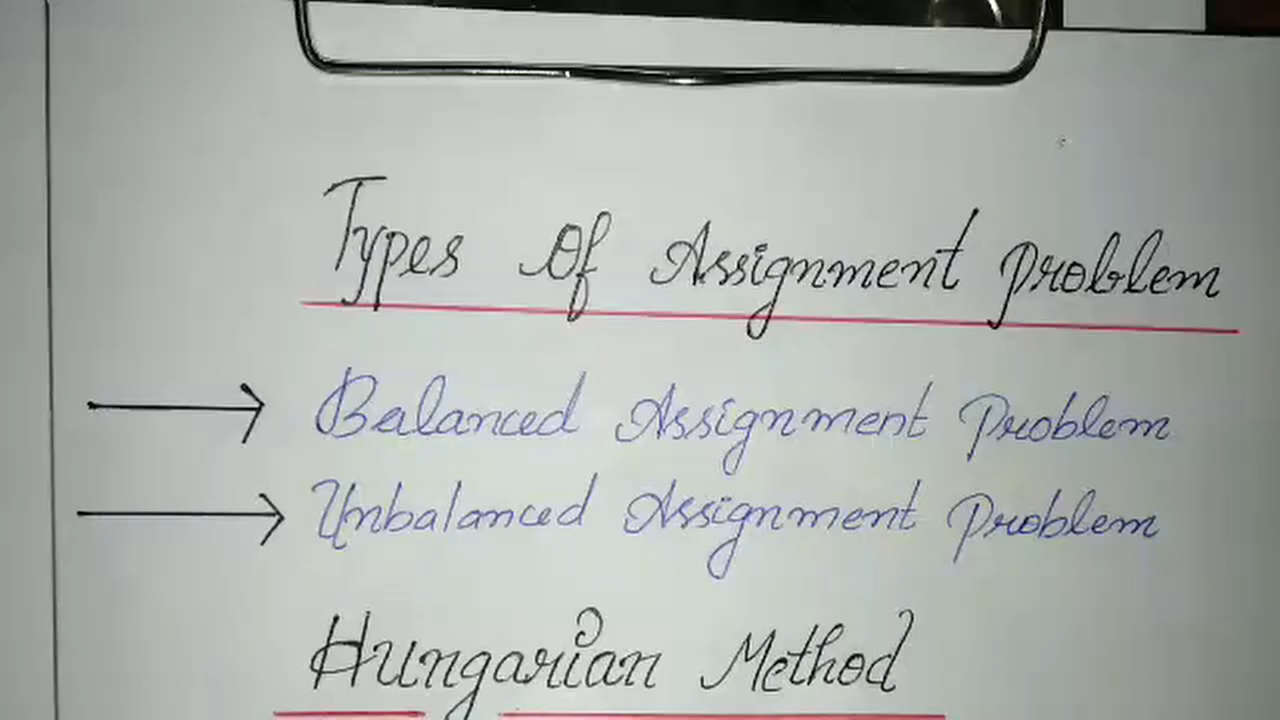 Types Of Assignment Problem
Balanced Assignment Problem
Unbalanced Assignment Problem
Hungarian Method